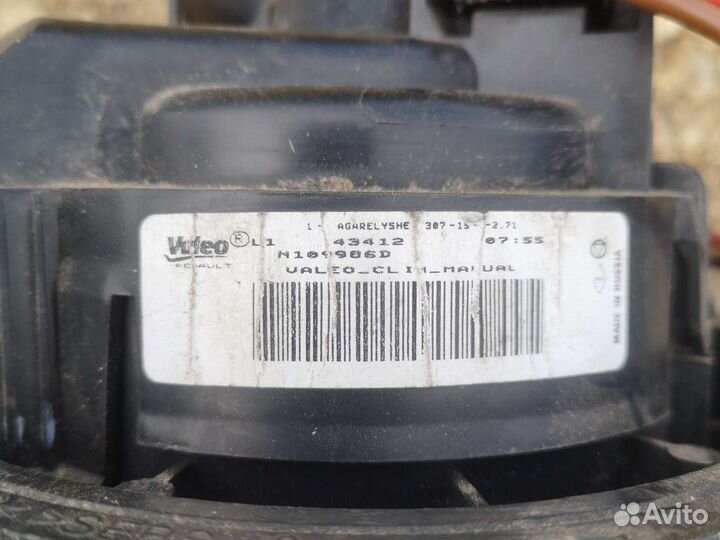 1- AGARELYSHE 307-15 -2.71
Valeo ® L1 43412 07:55
RENAULT N109986D
VALEO_CLIM_MANUAL
MADE IN RUSSIA
Avito